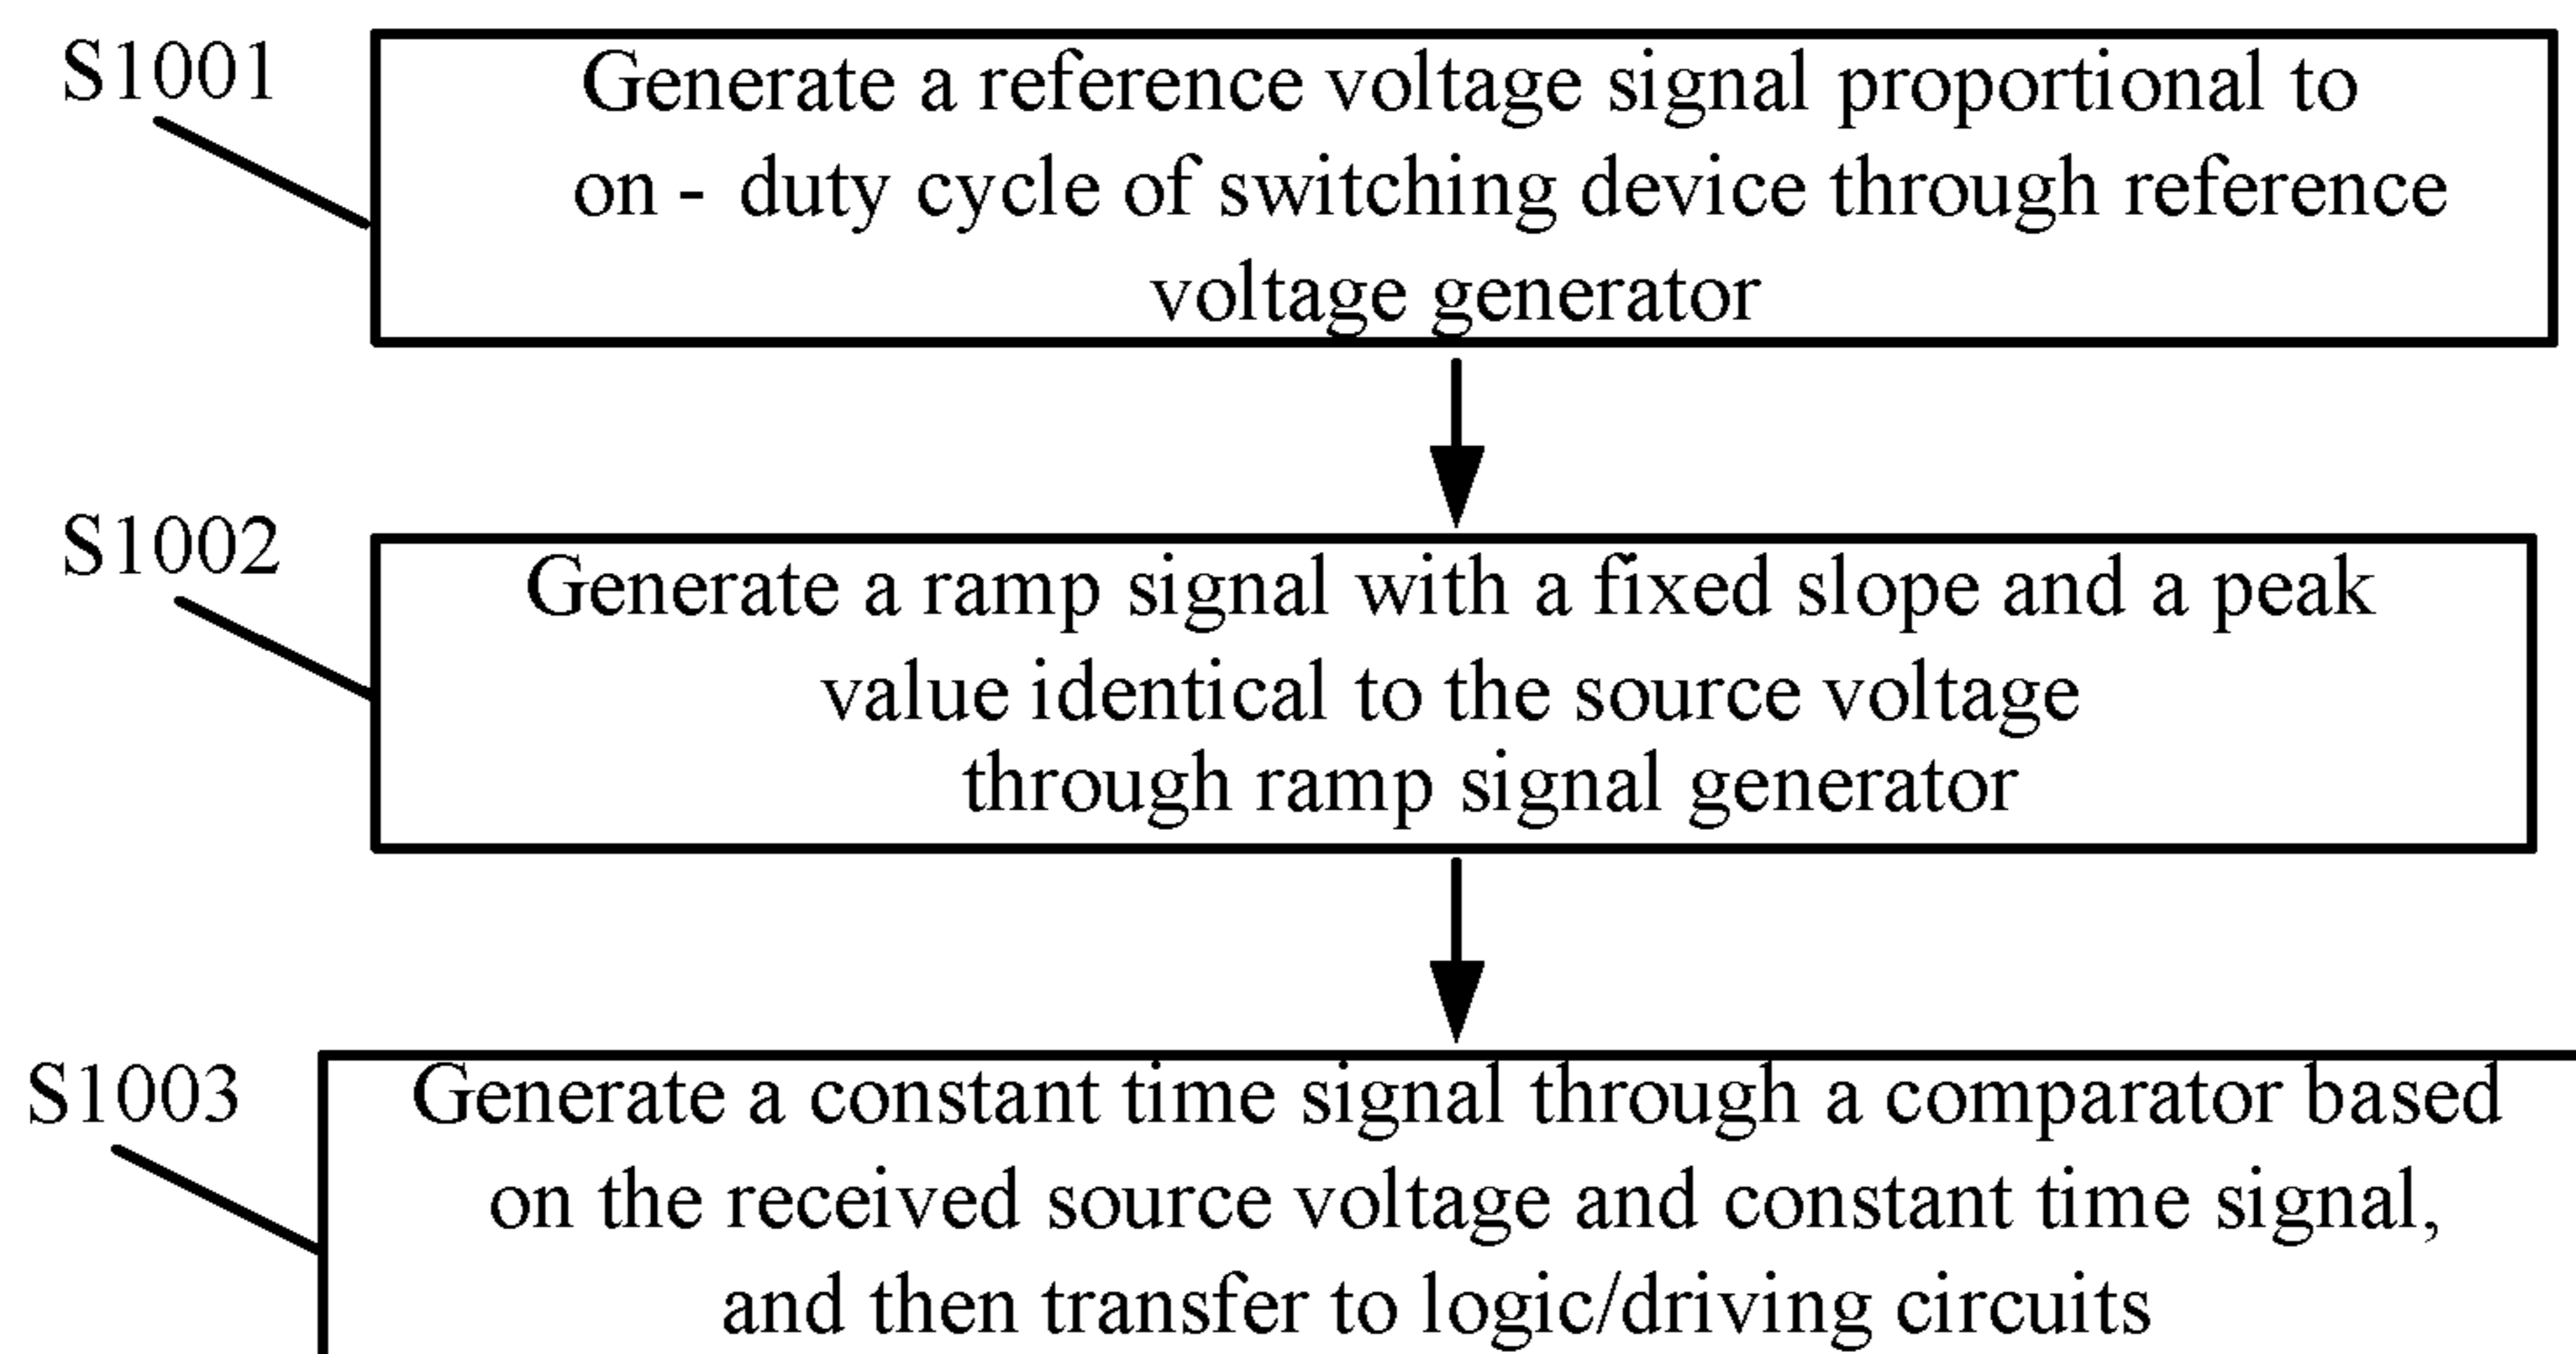 S1001
Generate a reference voltage signal proportional to
on - duty cycle of switching device through reference
voltage generator
S1002
Generate a ramp signal with a fixed slope and a peak
value identical to the source voltage
through ramp signal generator
S1003
Generate a constant time signal through a comparator based
on the received source voltage and constant time signal,
and then transfer to logic/driving circuits